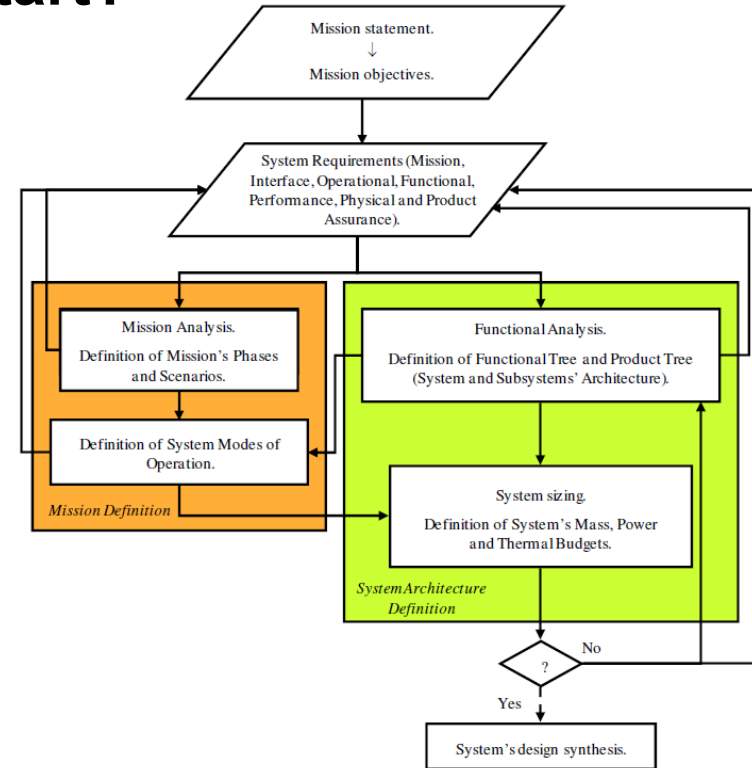 Mission statement.
↓
Mission objectives.
System Requirements (Mission,
Interface, Operational, Functional,
Performance, Physical and Product
Assurance).
Mission Analysis.
Definition of Mission's Phases
and Scenarios.
Functional Analysis.
Definition of Functional Tree and Product Tree
(System and Subsystems' Architecture).
Definition of System Modes of
Operation.
Mission Definition
System sizing.
Definition of System's Mass, Power
and Thermal Budgets.
System Architecture
Definition
?
No
Yes
System's design synthesis.